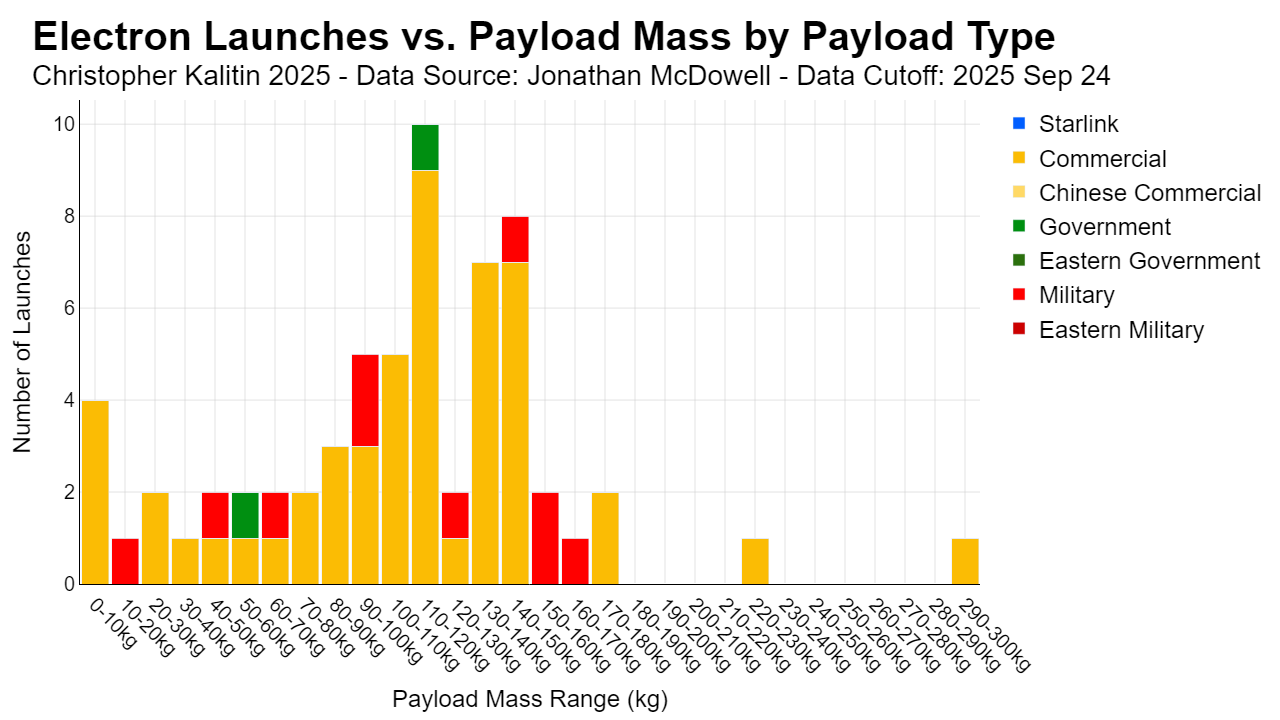 Electron Launches vs. Payload Mass by Payload Type
Christopher Kalitin 2025 - Data Source: Jonathan McDowell - Data Cutoff: 2025 Sep 24
Number of Launches
10
8
6
4
2
0
0-10kg
10-20kg
20-30kg
30-40kg
40-50kg
50-60kg
60-70kg
70-80kg
80-90kg
90-100kg
100-110kg
110-120kg
120-130kg
130-140kg
140-150kg
150-160kg
160-170kg
170-180kg
180-190kg
190-200kg
200-210kg
210-220kg
220-230kg
230-240kg
240-250kg
250-260kg
260-270kg
270-280kg
280-290kg
290-300kg
Payload Mass Range (kg)
Starlink
Commercial
Chinese Commercial
Government
Eastern Government
Military
Eastern Military